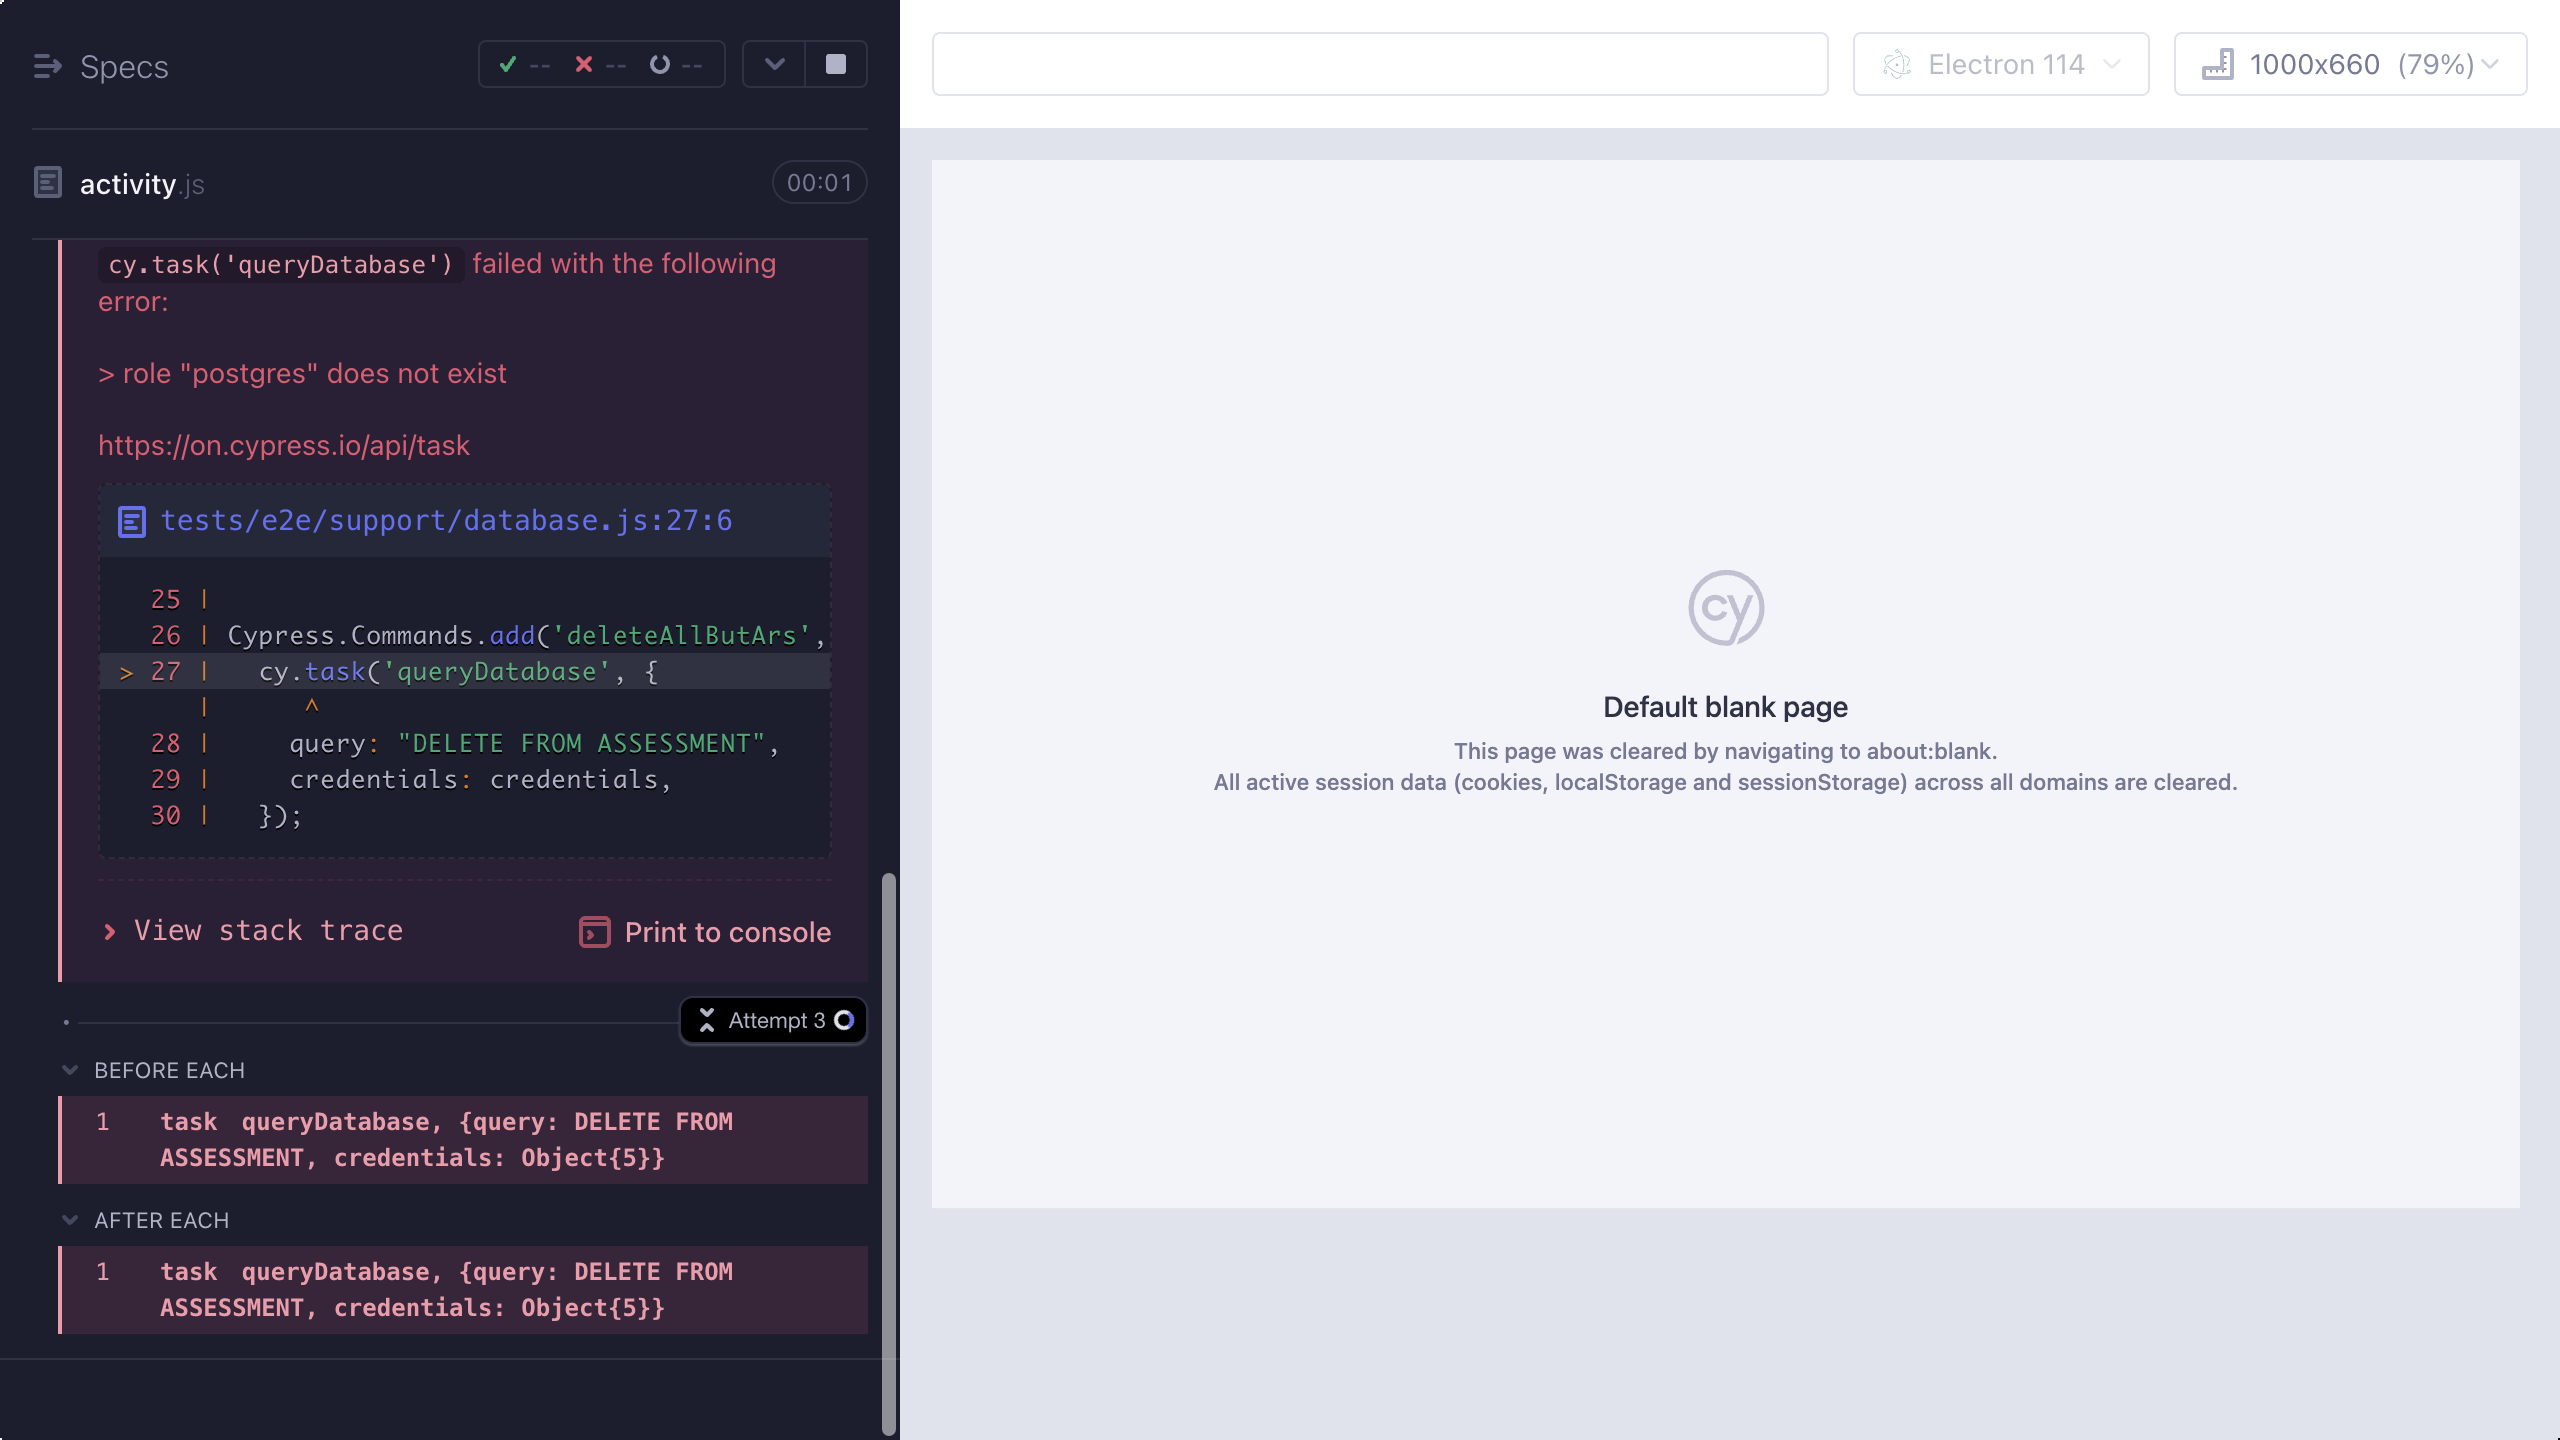 Specs
-- -- --
activity.js
00:01
cy.task('queryDatabase') failed with the following
error:
> role "postgres" does not exist
https://on.cypress.io/api/task
tests/e2e/support/database.js:27:6
25 |
26 | Cypress.Commands.add('deleteAllButArs',
> 27 |   cy.task('queryDatabase', {
|      ^
28 |     query: "DELETE FROM ASSESSMENT",
29 |     credentials: credentials,
30 |   });
View stack trace
Print to console
Attempt 3
BEFORE EACH
1 task queryDatabase, {query: DELETE FROM
ASSESSMENT, credentials: Object{5}}
AFTER EACH
1 task queryDatabase, {query: DELETE FROM
ASSESSMENT, credentials: Object{5}}
Electron 114
1000x660 (79%)
cy
Default blank page
This page was cleared by navigating to about:blank.
All active session data (cookies, localStorage and sessionStorage) across all domains are cleared.